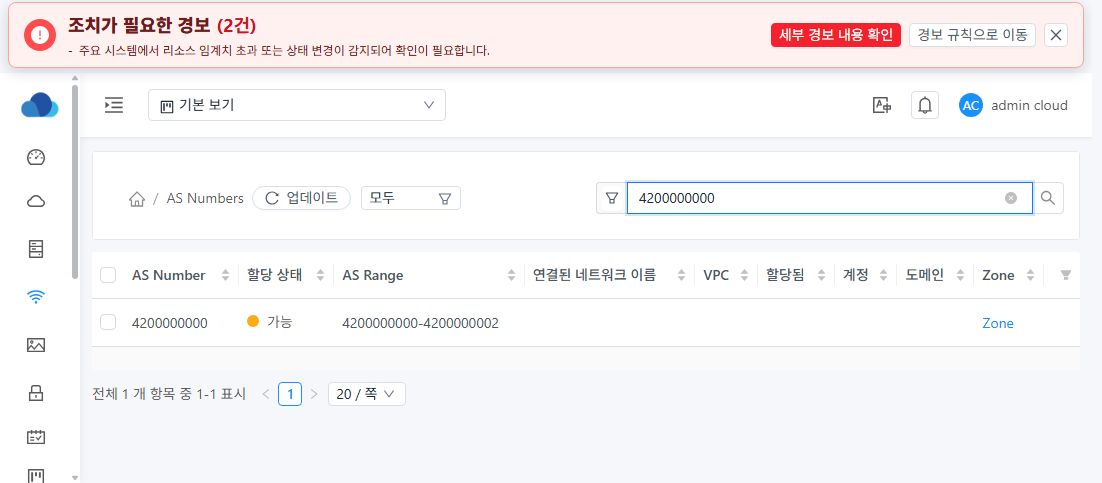 조치가 필요한 경보 (2건)
- 주요 시스템에서 리소스 임계치 초과 또는 상태 변경이 감지되어 확인이 필요합니다.
세부 경보 내용 확인
경보 규칙으로 이동
기본 보기
AC admin cloud
/ AS Numbers 업데이트 모두
4200000000
AS Number 할당 상태 AS Range 연결된 네트워크 이름 VPC 할당됨 계정 도메인 Zone
4200000000 가능 4200000000-4200000002 Zone
전체 1 개 항목 중 1-1 표시 < 1 > 20 / 쪽